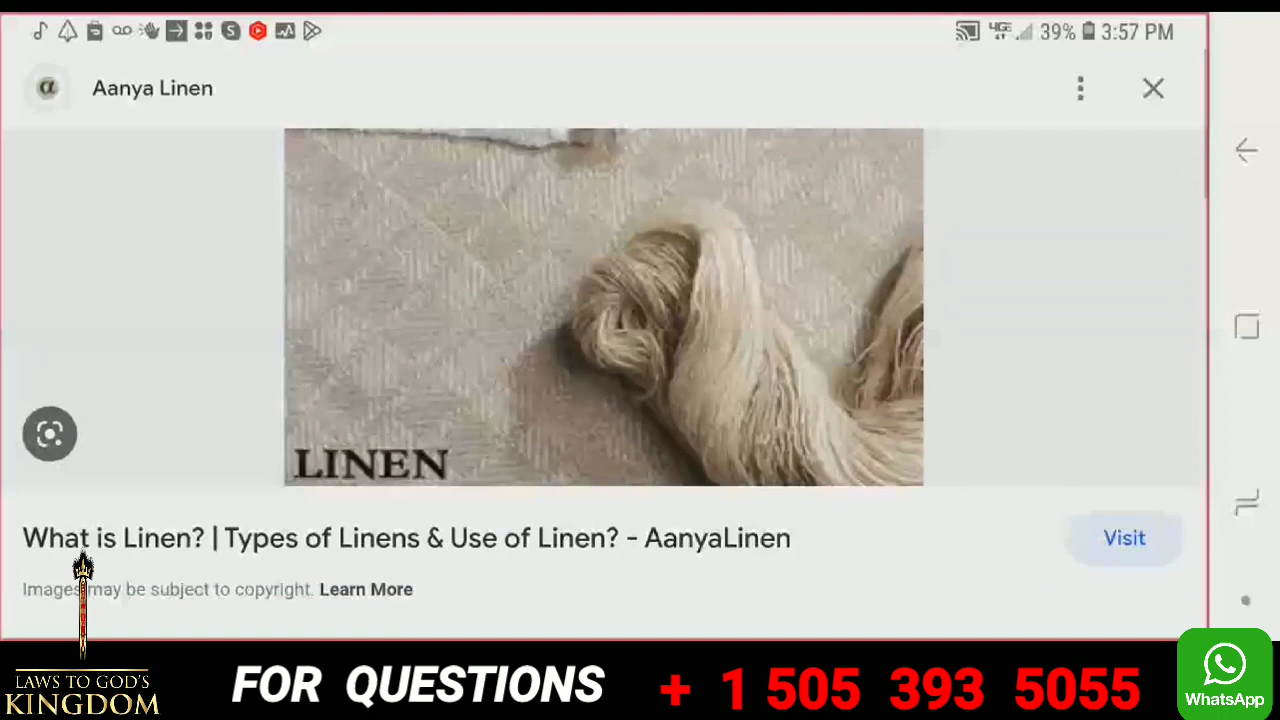 39% 3:57 PM
α Aanya Linen
LINEN
What is Linen? | Types of Linens & Use of Linen? - AanyaLinen
Visit
Images may be subject to copyright. Learn More
LAWS TO GOD'S
KINGDOM
FOR QUESTIONS + 1 505 393 5055
WhatsApp